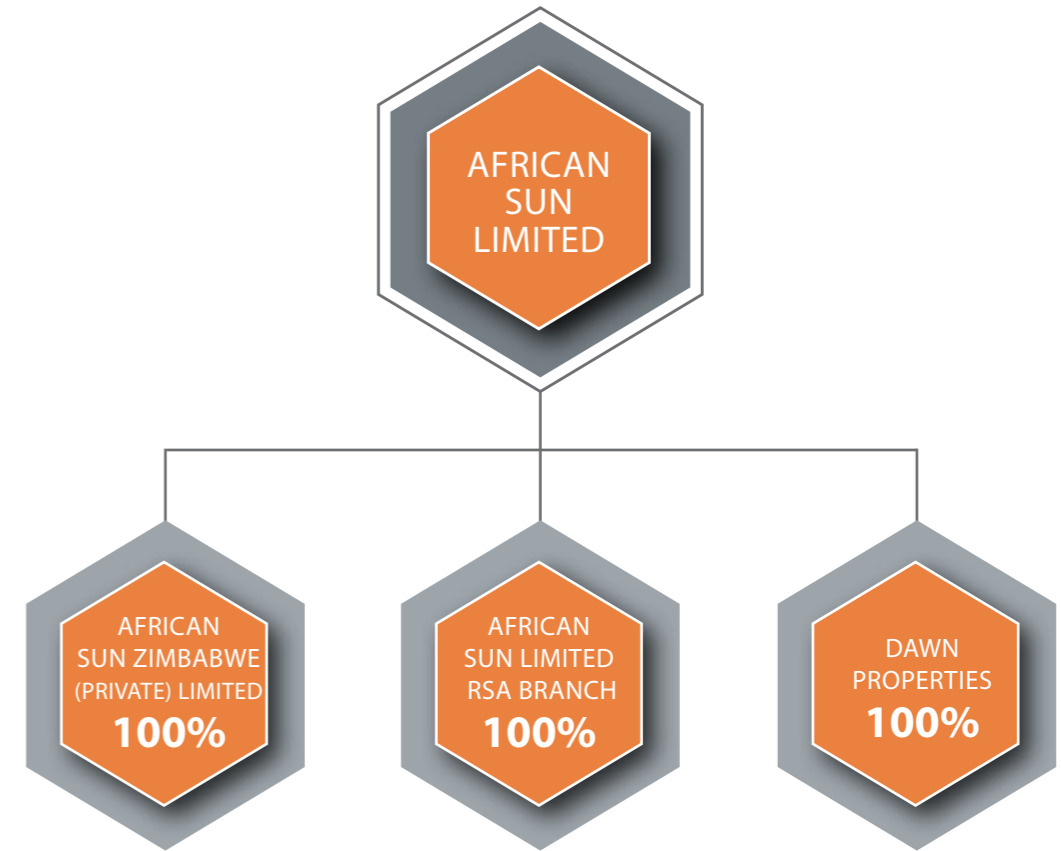 AFRICAN
SUN
LIMITED
AFRICAN
SUN ZIMBABWE
(PRIVATE) LIMITED
100%
AFRICAN
SUN LIMITED
RSA BRANCH
100%
DAWN
PROPERTIES
100%